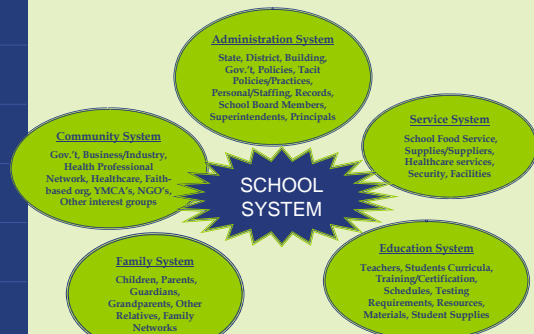 Administration System
State, District, Building,
Gov.'t, Policies, Tacit
Policies/Practices,
Personal/Staffing, Records,
School Board Members,
Superintendents, Principals
Community System
Gov.'t, Business/Industry,
Health Professional
Network, Healthcare, Faith-
based org, YMCA's, NGO's,
Other interest groups
Service System
School Food Service,
Supplies/Suppliers,
Healthcare services,
Security, Facilities
SCHOOL
SYSTEM
Family System
Children, Parents,
Guardians,
Grandparents, Other
Relatives, Family
Networks
Education System
Teachers, Students Curricula,
Training/Certification,
Schedules, Testing
Requirements, Resources,
Materials, Student Supplies